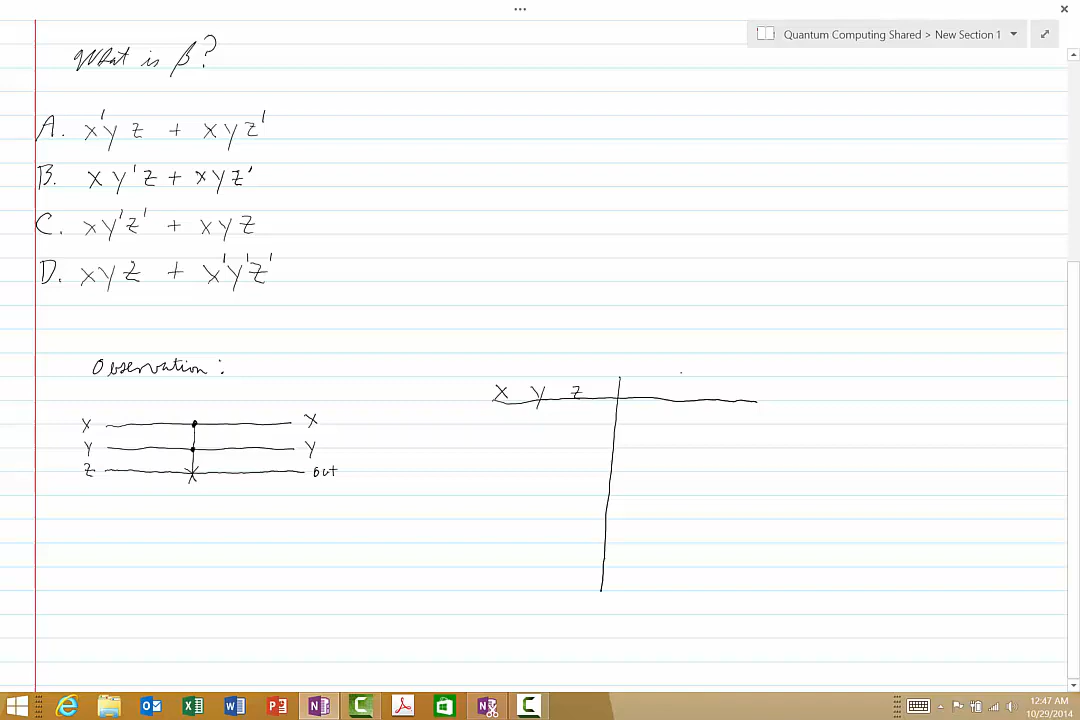 •••
Quantum Computing Shared > New Section 1
What is β?
A. x'yz + xyz'
B. xy'z + xyz'
C. xy'z' + xyz
D. xyz + x'y'z'
Observation:
x y z
x x
y y
z out
12:47 AM
10/29/2014